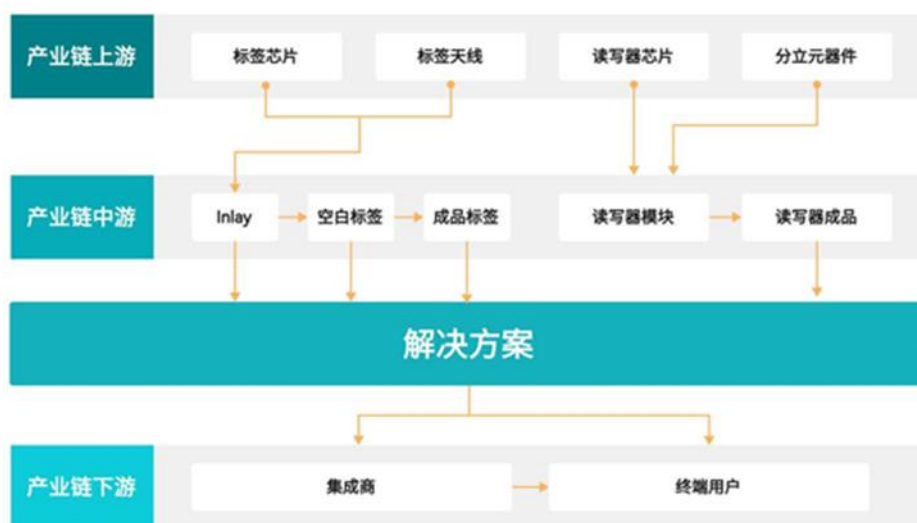 产业链上游
标签芯片
标签天线
读写器芯片
分立元器件
产业链中游
Inlay
空白标签
成品标签
读写器模块
读写器成品
解决方案
产业链下游
集成商
终端用户